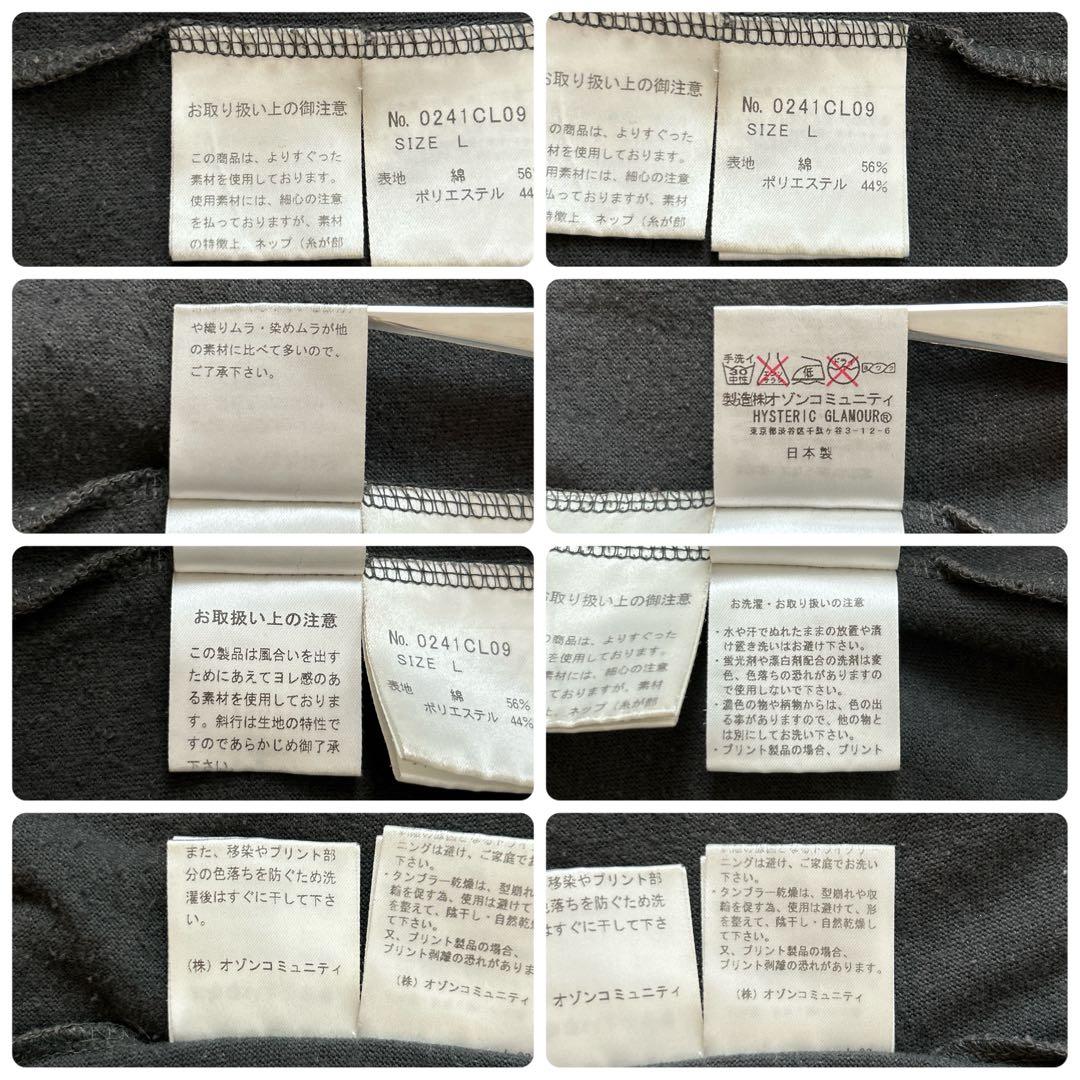 お取り扱い上の御注意
この商品は、よりすぐった
素材を使用しております。
使用素材には、細心の注意
を払っておりますが、素材
の特徴上、ネップ（糸が部
No. 0241CL09
SIZE L
表地 綿 56
ポリエステル 44
取り扱い上の御注意
の商品は、よりすぐった
素材を使用しております。
用素材には、細心の注意
払っておりますが、素材
特徴上、ネップ（糸が部
No. 0241CL09
SIZE L
表地 綿 56%
ポリエステル 44%
や織りムラ・染めムラが他
の素材に比べて多いので、
ご了承下さい。
手洗イ
30
中性
エンソ
サラシ
低
ドライ
製造㈱オゾンコミュニティ
HYSTERIC GLAMOUR®
東京都渋谷区千駄ヶ谷3-12-6
日本製
お取扱い上の注意
この製品は風合いを出す
ためにあえてヨレ感のあ
る素材を使用しておりま
す。斜行は生地の特性で
すのであらかじめ御了承
下さい。
No. 0241CL09
SIZE L
表地 綿 56%
ポリエステル 44%
取り扱い上の御注意
の商品は、よりすぐった
材を使用しております。
素材には、細心の注意
ておりますが、素材
上、ネップ（糸が部
お洗濯・お取り扱いの注意
・水や汗でぬれたままの放置や漬
け置き洗いはお避け下さい。
・蛍光剤や漂白剤配合の洗剤は変
色、色落ちの恐れがありますの
で使用しないで下さい。
・濃色の物や柄物からは、色の出
る事がありますので、他の物と
は別にしてお洗い下さい。
・プリント製品の場合、プリント
また、移染やプリント部
分の色落ちを防ぐため洗
濯後はすぐに干して下さ
い。
(株) オゾンコミュニティ
ニングは避け、ご家庭でお
下さい。
・タンブラー乾燥は、型崩れや
縮を促す為、使用は避けて
を整えて、陰干し・自然乾燥
て下さい。
又、プリント製品の場合、
プリント剥離の恐れがありま
(株) オゾンコミュニティ
移染やプリント部
色落ちを防ぐため洗
はすぐに干して下さ
オゾンコミュニティ
ニングは避け、ご家庭でお洗い
下さい。
・タンブラー乾燥は、型崩れや収
縮を促す為、使用は避けて、形
を整えて、陰干し・自然乾燥し
て下さい。
又、プリント製品の場合、
プリント剥離の恐れがあります。
(株) オゾンコミュニティ